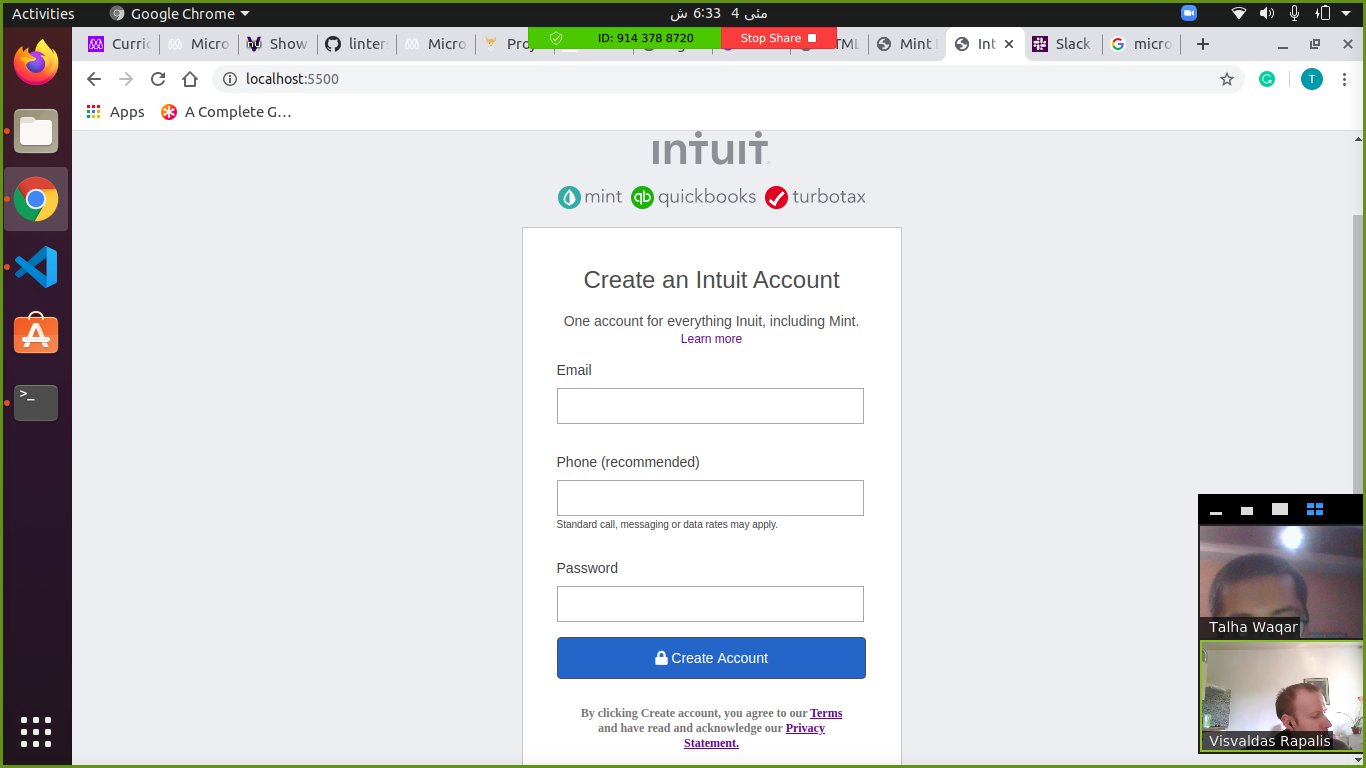 Activities
Google Chrome
مئی 4 6:33 ش
Curric
Micro
Show
linter
Micro
Pro
ID: 914 378 8720
Stop Share
TML
Mint
Int
Slack
micro
localhost:5500
T
Apps
A Complete G…
intuit
mint
qb quickbooks
turbotax
Create an Intuit Account
One account for everything Inuit, including Mint.
Learn more
Email
Phone (recommended)
Standard call, messaging or data rates may apply.
Password
Create Account
By clicking Create account, you agree to our Terms
and have read and acknowledge our Privacy
Statement.
Talha Waqar
Visvaldas Rapalis